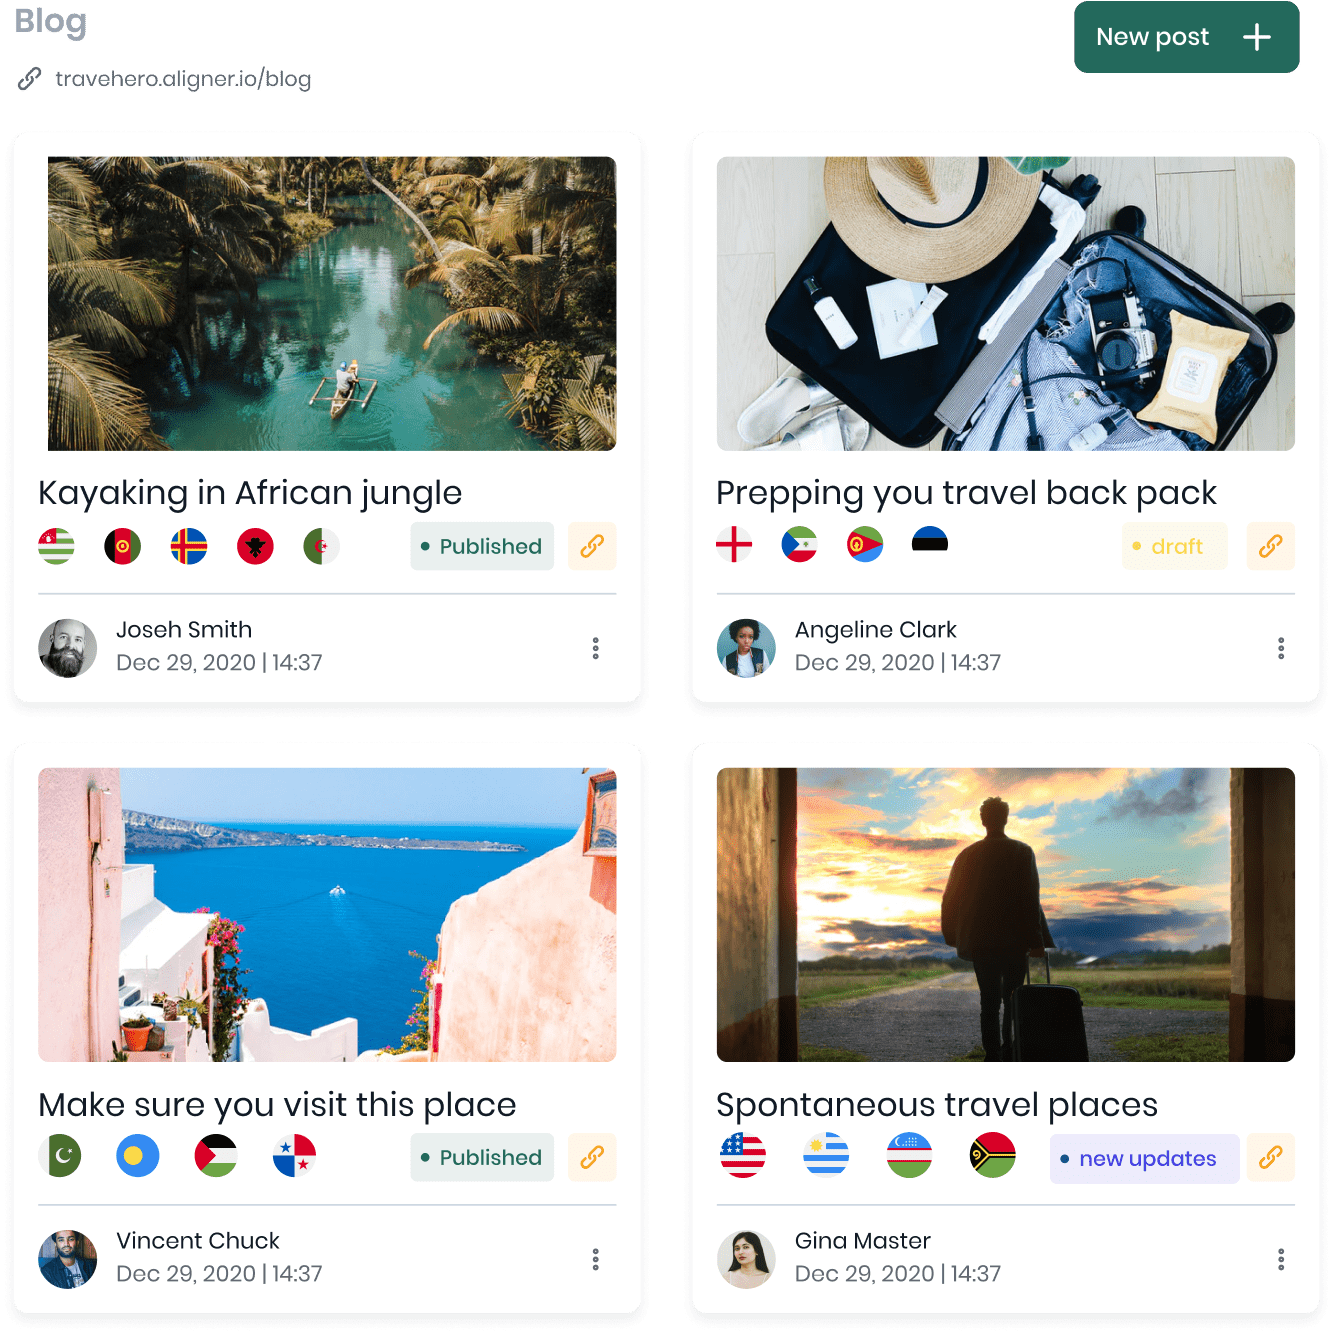 Blog
New post
travehero.aligner.io/blog
Kayaking in African jungle
Published
Joseh Smith
Dec 29, 2020 | 14:37
Prepping you travel back pack
draft
Angeline Clark
Dec 29, 2020 | 14:37
Make sure you visit this place
Published
Vincent Chuck
Dec 29, 2020 | 14:37
Spontaneous travel places
new updates
Gina Master
Dec 29, 2020 | 14:37